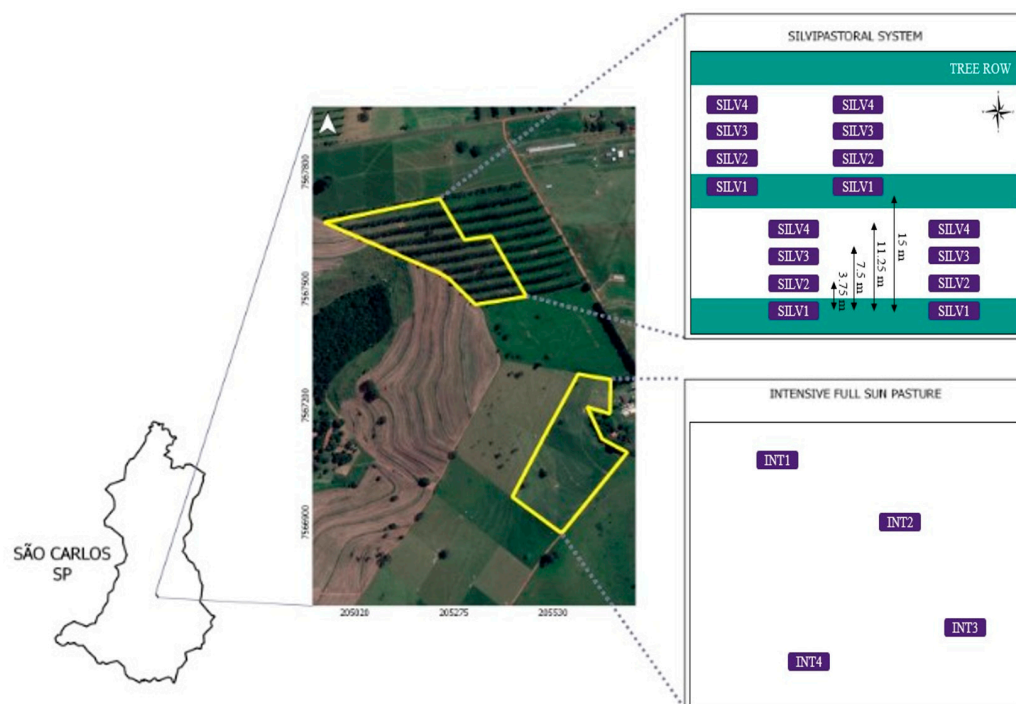 SILVIPASTORAL SYSTEM
TREE ROW
SILV4 SILV4
SILV3 SILV3
SILV2 SILV2
SILV1 SILV1
SILV4 SILV4
SILV3 SILV3
SILV2 SILV2
SILV1 SILV1
3.75 m
7.5 m
11.25 m
15 m
7567800
7567500
7567200
7566900
205020 205275 205530
SÃO CARLOS
SP
INTENSIVE FULL SUN PASTURE
INT1
INT2
INT3
INT4